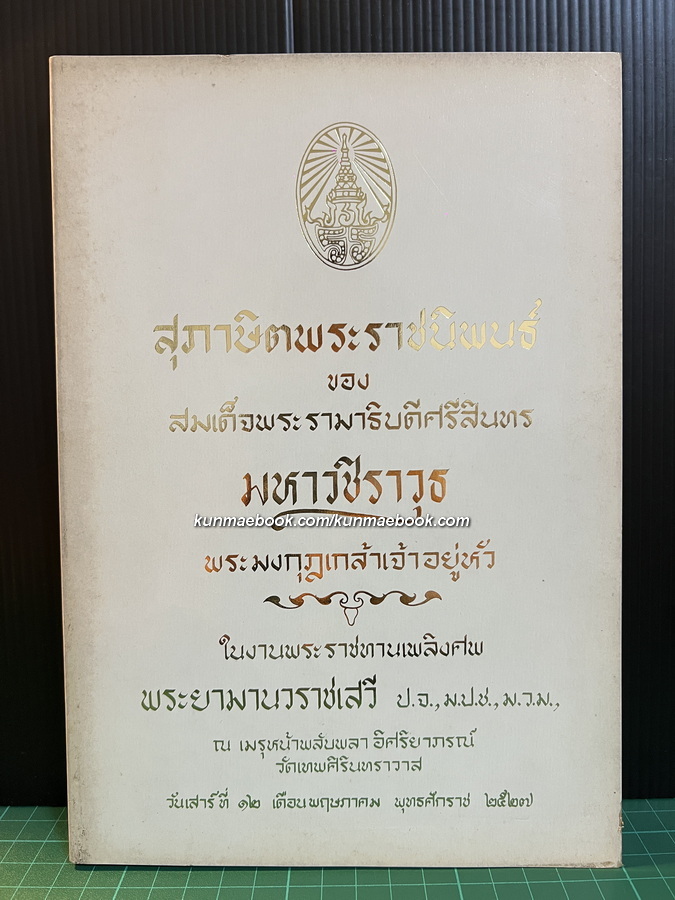 สุภาษิตพระราชนิพนธ์
ของ
สมเด็จพระรามาธิบดีศรีสินทร
มหาวชิราวุธ
kunmaebook.com/kunmaebook.com
พระมงกุฎเกล้าเจ้าอยู่หัว
ในงานพระราชทานเพลิงศพ
พระยามานวราชเสวี ป.จ., ม.ป.ช., ม.ว.ม.,
ณ เมรุหน้าพลับพลา อิศริยาภรณ์
วัดเทพศิรินทราวาส
วันเสาร์ที่ ๑๒ เดือนพฤษภาคม พุทธศักราช ๒๕๒๗